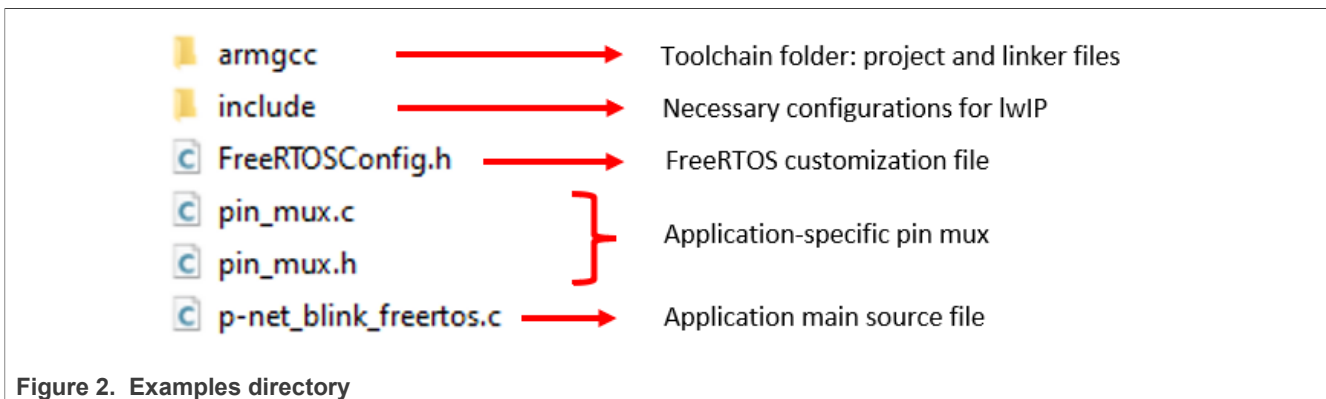 armgcc Toolchain folder: project and linker files
include Necessary configurations for lwIP
C FreeRTOSConfig.h FreeRTOS customization file
C pin_mux.c
Application-specific pin mux
C pin_mux.h
C p-net_blink_freertos.c Application main source file
Figure 2. Examples directory